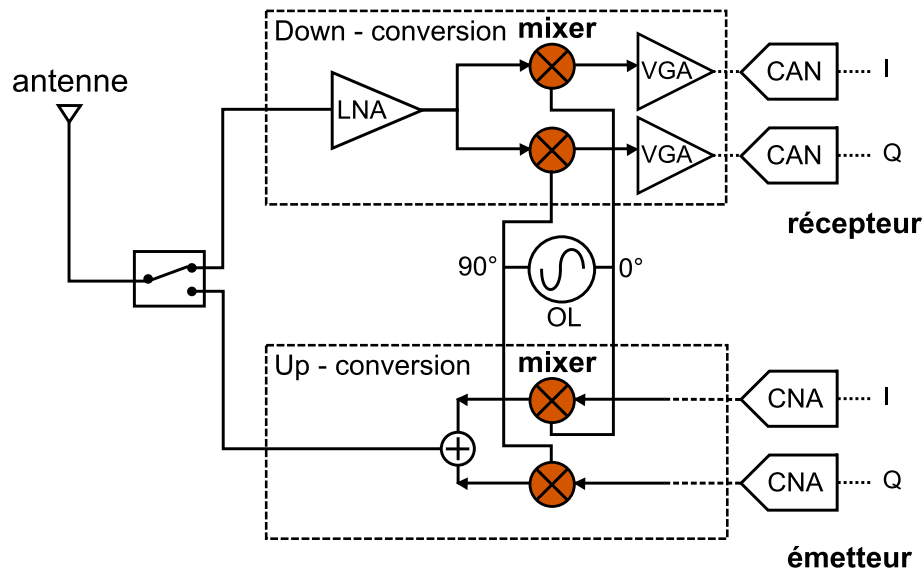 Down - conversion
mixer
antenne
LNA
VGA
CAN
I
VGA
CAN
Q
récepteur
90°
0°
OL
Up - conversion
mixer
CNA
I
CNA
Q
émetteur